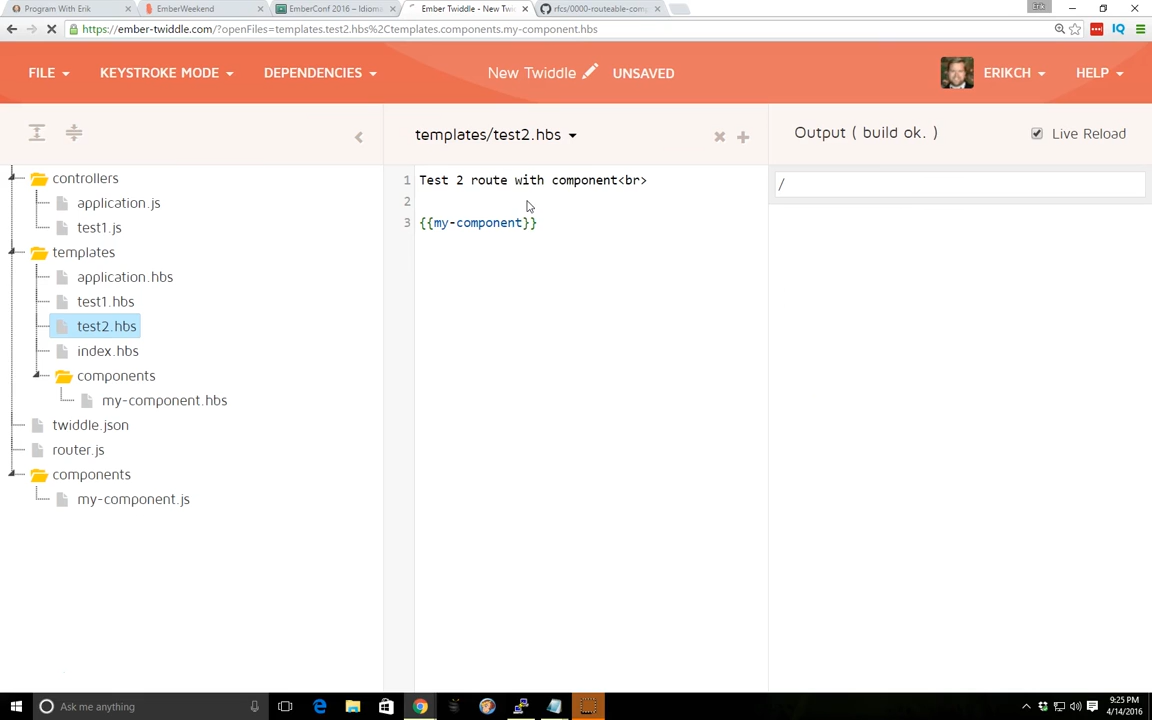 Program With Erik
EmberWeekend
EmberConf 2016 – Idiom
Ember Twiddle - New Twi
rfcs/0000-routeable-com
https://ember-twiddle.com/?openFiles=templates.test2.hbs%2Ctemplates.components.my-component.hbs
FILE
KEYSTROKE MODE
DEPENDENCIES
New Twiddle
UNSAVED
ERIKCH
HELP
templates/test2.hbs
Output ( build ok. )
Live Reload
controllers
application.js
test1.js
templates
application.hbs
test1.hbs
test2.hbs
index.hbs
components
my-component.hbs
twiddle.json
router.js
components
my-component.js
1 Test 2 route with component<br>
2
3 {{my-component}}
/
Ask me anything
9:25 PM
4/14/2016